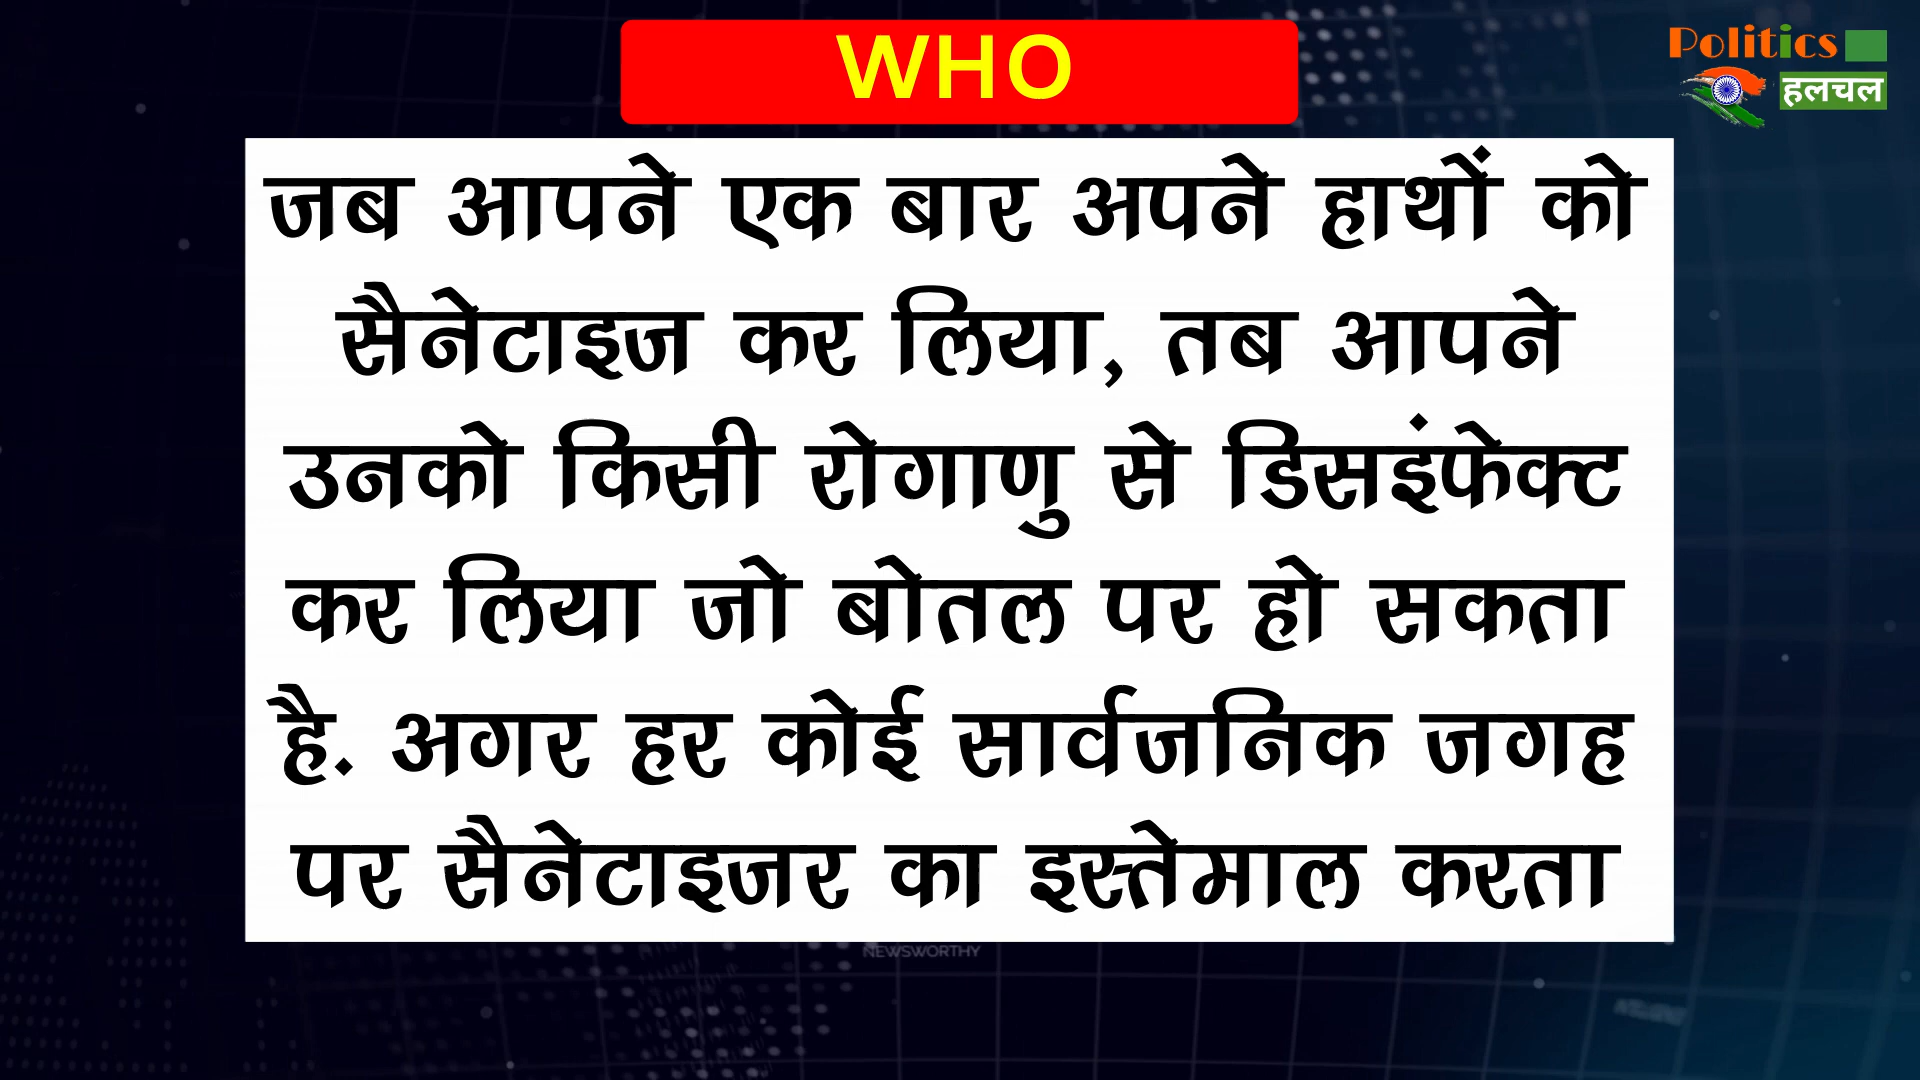 WHO
Politics
हलचल
जब आपने एक बार अपने हाथों को
सैनेटाइज कर लिया, तब आपने
उनको किसी रोगाणु से डिसइंफेक्ट
कर लिया जो बोतल पर हो सकता
है. अगर हर कोई सार्वजनिक जगह
पर सैनेटाइजर का इस्तेमाल करता
NEWSWORTHY